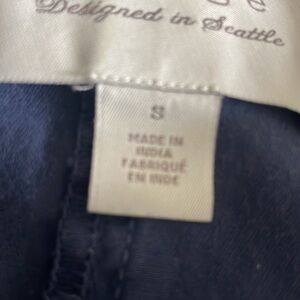 Designed in Seattle
S
MADE IN
INDIA
FABRIQUÉ
EN INDE